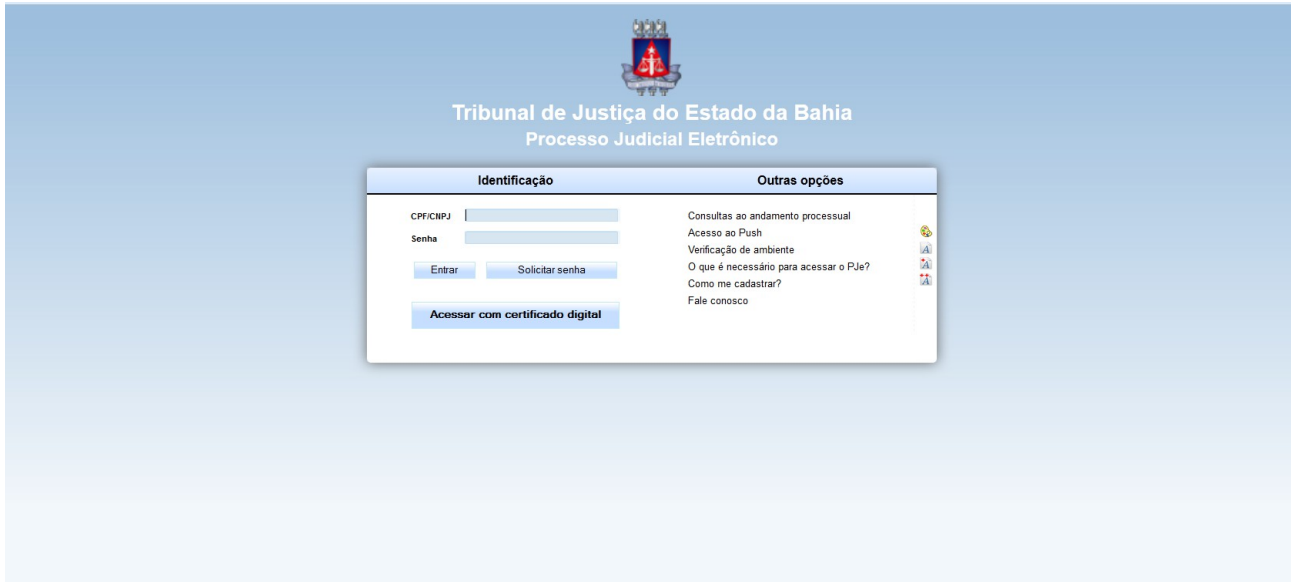 Tribunal de Justiça do Estado da Bahia
Processo Judicial Eletrônico
Identificação
CPF/CNPJ
Senha
Entrar
Solicitar senha
Acessar com certificado digital
Outras opções
Consultas ao andamento processual
Acesso ao Push
Verificação de ambiente
O que é necessário para acessar o PJe?
Como me cadastrar?
Fale conosco
A
A
A